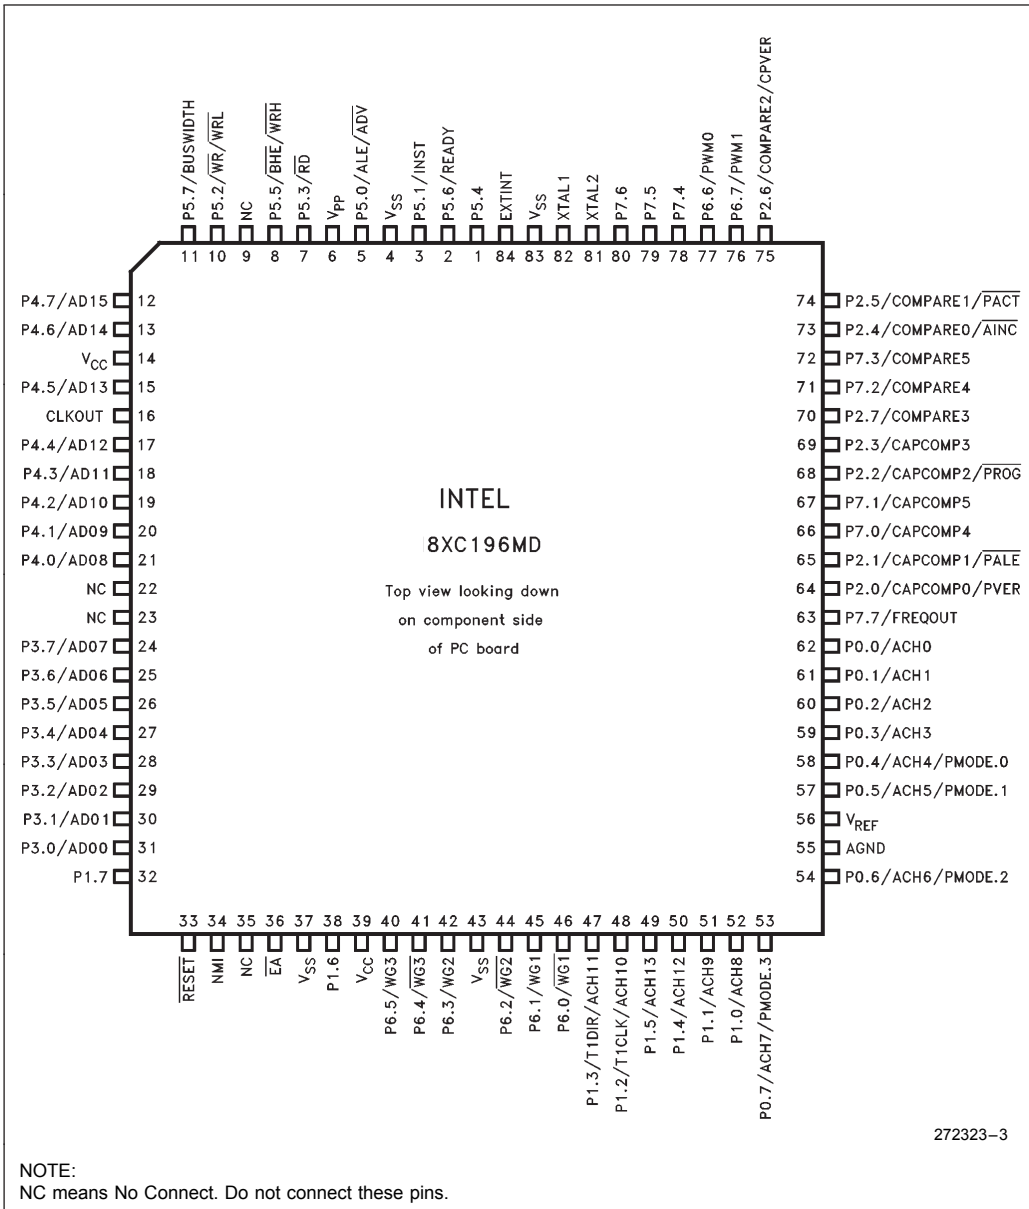 P5.7/BUSWIDTH
P5.2/WR/WRL
NC
P5.5/BHE/WRH
P5.3/RD
VPP
P5.0/ALE/ADV
VSS
P5.1/INST
P5.6/READY
P5.4
EXTINT
VSS
XTAL1
XTAL2
P7.6
P7.5
P7.4
P6.6/PWM0
P6.7/PWM1
P2.6/COMPARE2/CPVER
11 10 9 8 7 6 5 4 3 2 1 84 83 82 81 80 79 78 77 76 75
P4.7/AD15 12
P4.6/AD14 13
VCC 14
P4.5/AD13 15
CLKOUT 16
P4.4/AD12 17
P4.3/AD11 18
P4.2/AD10 19
P4.1/AD09 20
P4.0/AD08 21
NC 22
NC 23
P3.7/AD07 24
P3.6/AD06 25
P3.5/AD05 26
P3.4/AD04 27
P3.3/AD03 28
P3.2/AD02 29
P3.1/AD01 30
P3.0/AD00 31
P1.7 32
INTEL
8XC196MD
Top view looking down
on component side
of PC board
74 P2.5/COMPARE1/PACT
73 P2.4/COMPARE0/AINC
72 P7.3/COMPARE5
71 P7.2/COMPARE4
70 P2.7/COMPARE3
69 P2.3/CAPCOMP3
68 P2.2/CAPCOMP2/PROG
67 P7.1/CAPCOMP5
66 P7.0/CAPCOMP4
65 P2.1/CAPCOMP1/PALE
64 P2.0/CAPCOMP0/PVER
63 P7.7/FREQOUT
62 P0.0/ACH0
61 P0.1/ACH1
60 P0.2/ACH2
59 P0.3/ACH3
58 P0.4/ACH4/PMODE.0
57 P0.5/ACH5/PMODE.1
56 VREF
55 AGND
54 P0.6/ACH6/PMODE.2
33 34 35 36 37 38 39 40 41 42 43 44 45 46 47 48 49 50 51 52 53
RESET
NMI
NC
EA
VSS
P1.6
VCC
P6.5/WG3
P6.4/WG3
P6.3/WG2
VSS
P6.2/WG2
P6.1/WG1
P6.0/WG1
P1.3/T1DIR/ACH11
P1.2/T1CLK/ACH10
P1.5/ACH13
P1.4/ACH12
P1.1/ACH9
P1.0/ACH8
P0.7/ACH7/PMODE.3
272323–3
NOTE:
NC means No Connect. Do not connect these pins.